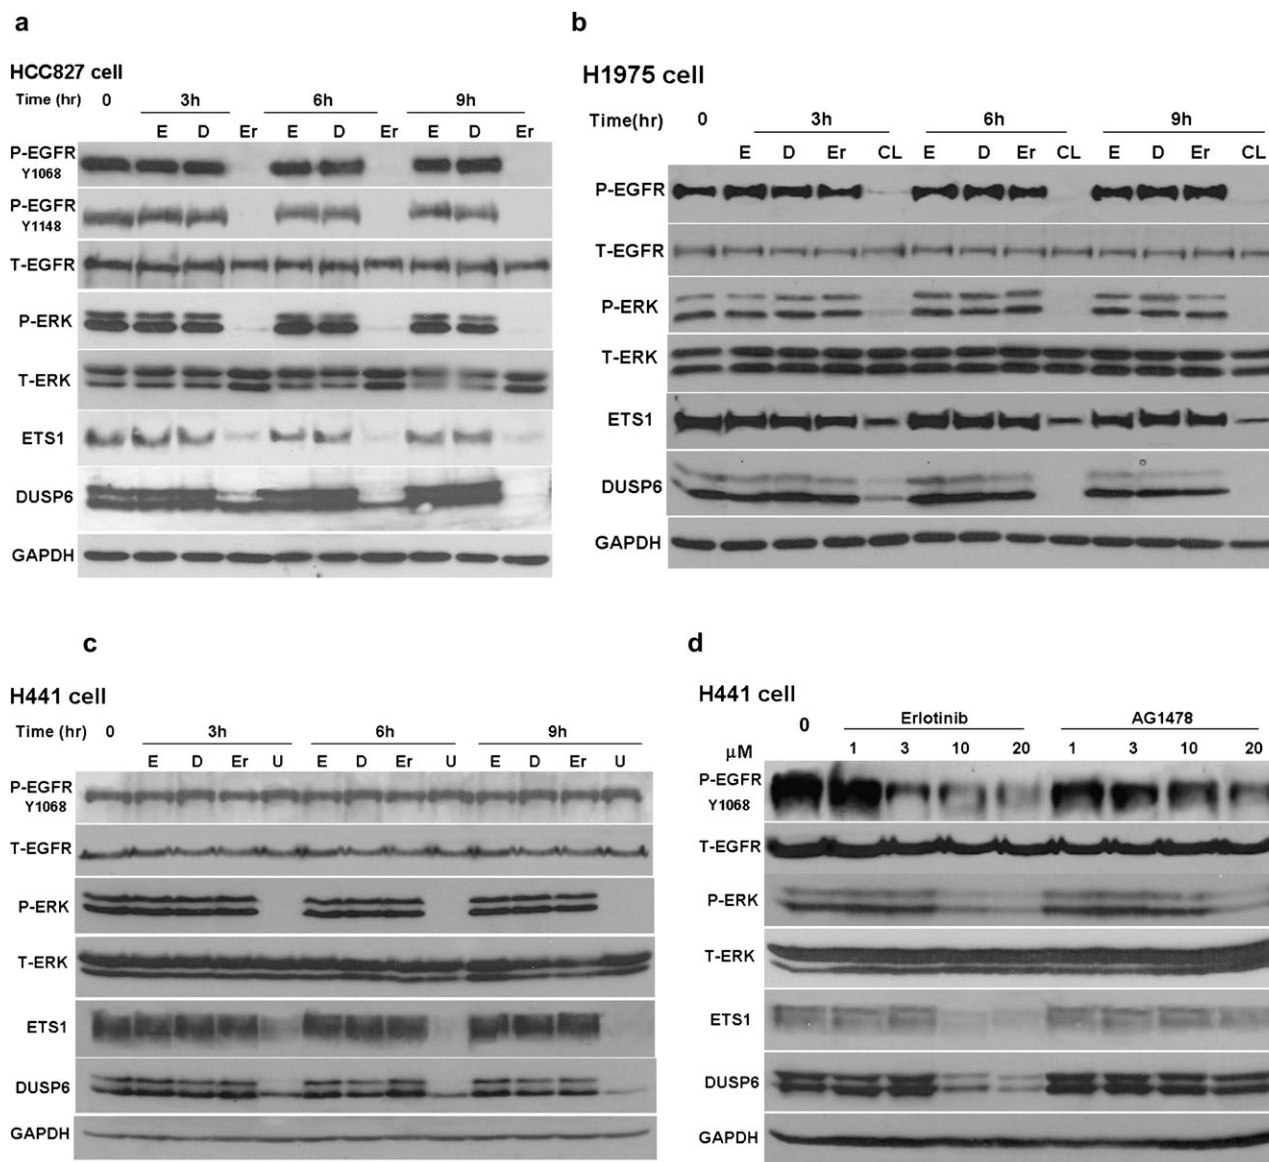 a
HCC827 cell
Time (hr) 0 3h 6h 9h
E D Er E D Er E D Er
P-EGFR
Y1068
P-EGFR
Y1148
T-EGFR
P-ERK
T-ERK
ETS1
DUSP6
GAPDH
b
H1975 cell
Time(hr) 0 3h 6h 9h
E D Er CL E D Er CL E D Er CL
P-EGFR
T-EGFR
P-ERK
T-ERK
ETS1
DUSP6
GAPDH
c
H441 cell
Time (hr) 0 3h 6h 9h
E D Er U E D Er U E D Er U
P-EGFR
Y1068
T-EGFR
P-ERK
T-ERK
ETS1
DUSP6
GAPDH
d
H441 cell
0 Erlotinib AG1478
μM 1 3 10 20 1 3 10 20
P-EGFR
Y1068
T-EGFR
P-ERK
T-ERK
ETS1
DUSP6
GAPDH